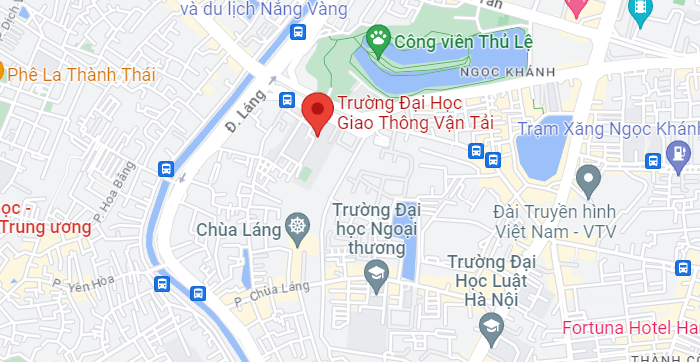 và du lịch Nắng Vàng
Công viên Thủ Lệ
NGỌC KHÁNH
Phê La Thành Thái
Đ. Láng
Trường Đại Học
Giao Thông Vận Tải
Trạm Xăng Ngọc Khánh
P. Hoa Bằng
ọc -
Trung ương
Chùa Láng
Trường Đại
học Ngoại
thương
Đài Truyền hình
Việt Nam - VTV
Trường Đại
Học Luật
Hà Nội
P. Yên Hòa
P. Chùa Láng
Fortuna Hotel Ha
THÀNH C